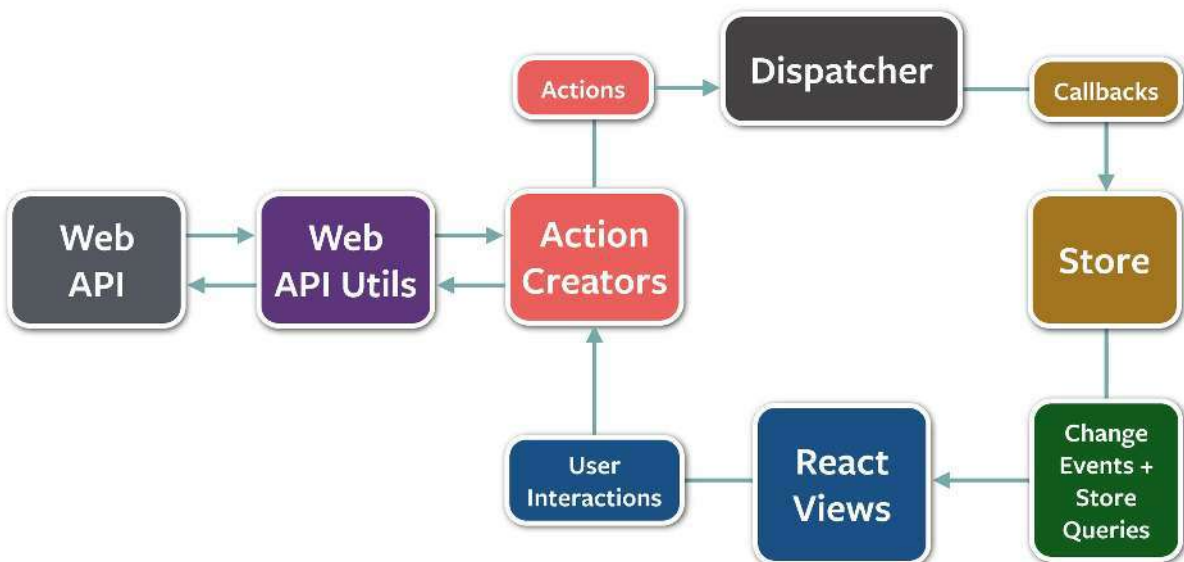 Dispatcher
Actions
Callbacks
Web
API
Web
API Utils
Action
Creators
Store
User
Interactions
React
Views
Change
Events +
Store
Queries